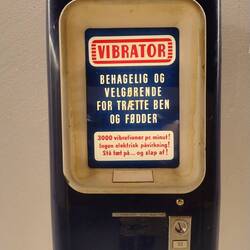 VIBRATOR
BEHAGELIG OG
VELGØRENDE
FOR TRÆTTE BEN
OG FØDDER
3000 vibrationer pr. minut!
Ingen elektrisk påvirkning!
Stå fast på... og slap af!